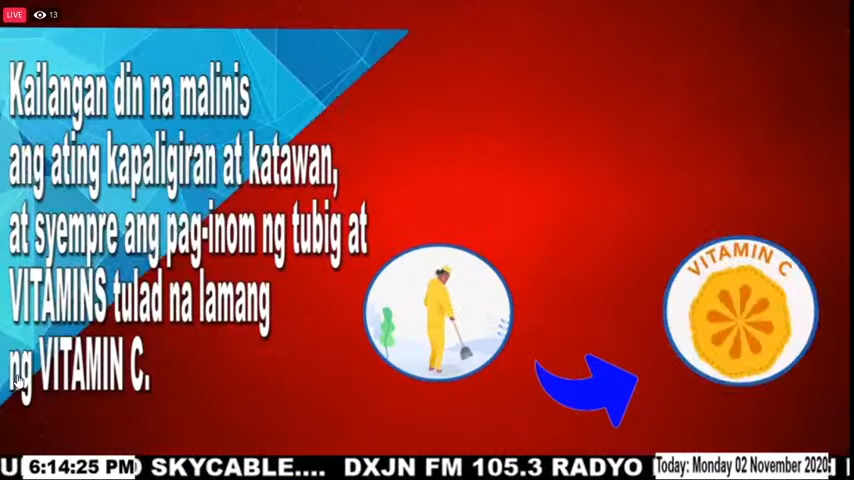 LIVE 13
Kailangan din na malinis
ang ating kapaligiran at katawan,
at syempre ang pag-inom ng tubig at
VITAMINS tulad na lamang
ng VITAMIN C.
VITAMIN C
6:14:25 PM SKYCABLE.... DXJN FM 105.3 RADYO Today: Monday 02 November 2020